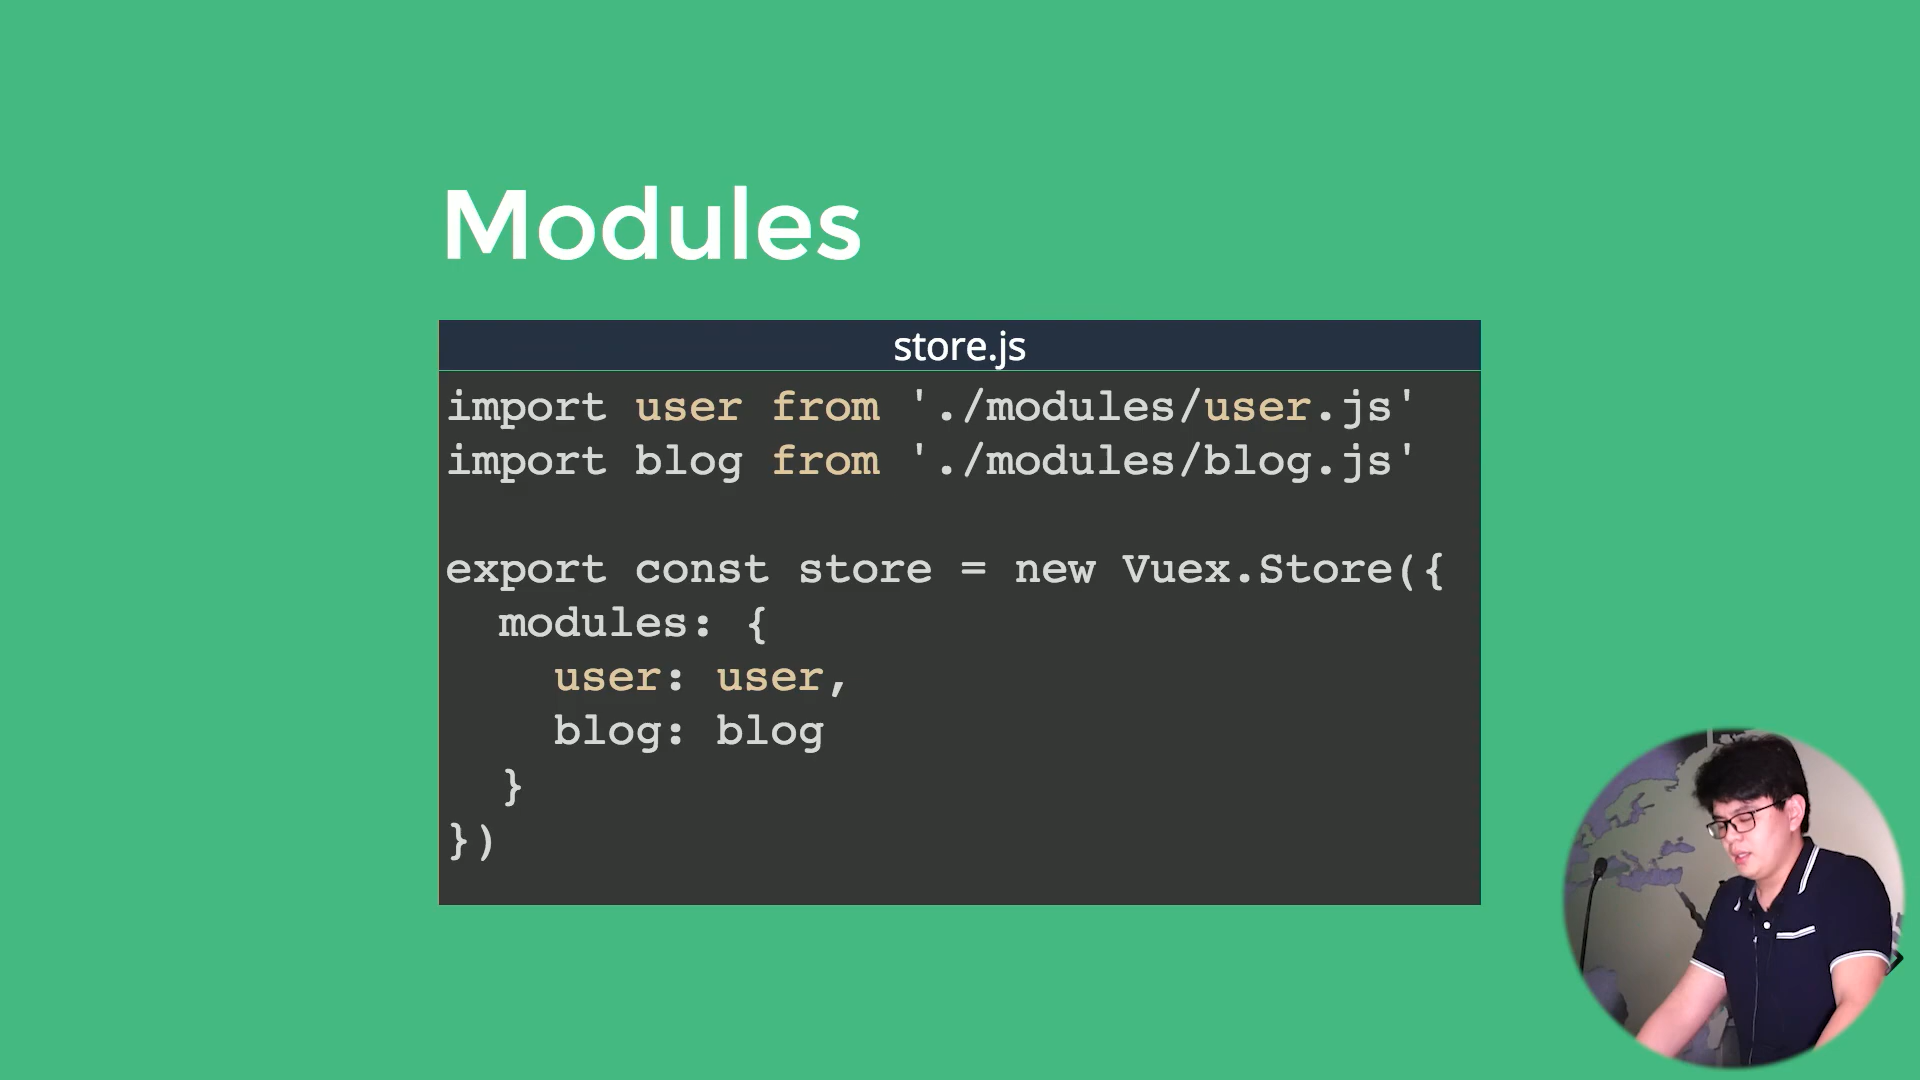 Modules
store.js
import user from './modules/user.js'
import blog from './modules/blog.js'
export const store = new Vuex.Store({
modules: {
user: user,
blog: blog
}
})